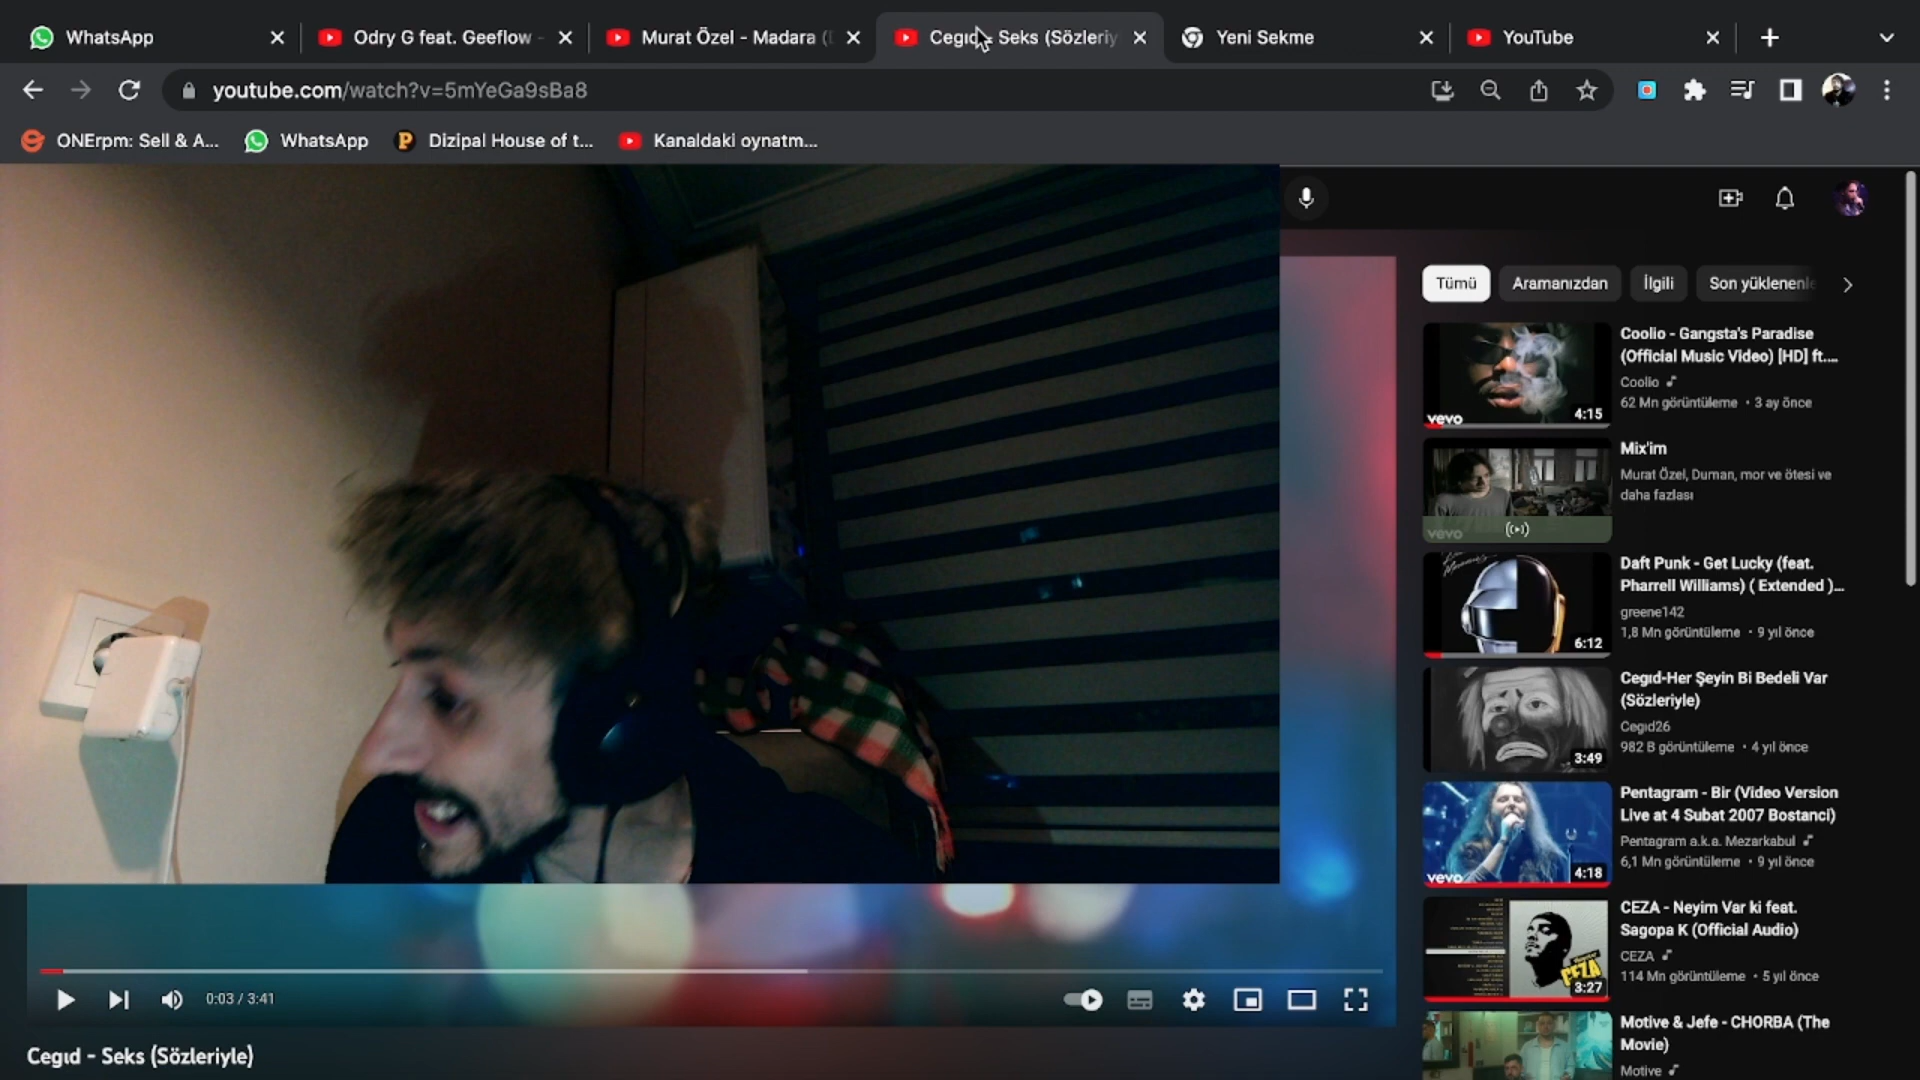 WhatsApp
Odry G feat. Geeflow -
Murat Özel - Madara (
Cegıd - Seks (Sözleriy
Yeni Sekme
YouTube
youtube.com/watch?v=5mYeGa9sBa8
ONErpm: Sell & A...
WhatsApp
Dizipal House of t...
Kanaldaki oynatm...
Tümü
Aramanızdan
İlgili
Son yüklenenle
Coolio - Gangsta's Paradise
(Official Music Video) [HD] ft....
Coolio
62 Mn görüntüleme • 3 ay önce
vevo
4:15
Mix'im
Murat Özel, Duman, mor ve ötesi ve
daha fazlası
vevo
Daft Punk - Get Lucky (feat.
Pharrell Williams) ( Extended )...
greene142
1,8 Mn görüntüleme • 9 yıl önce
6:12
Cegıd-Her Şeyin Bi Bedeli Var
(Sözleriyle)
Cegıd26
982 B görüntüleme • 4 yıl önce
3:49
Pentagram - Bir (Video Version
Live at 4 Subat 2007 Bostanci)
Pentagram a.k.a. Mezarkabul
6,1 Mn görüntüleme • 9 yıl önce
vevo
4:18
CEZA - Neyim Var ki feat.
Sagopa K (Official Audio)
CEZA
114 Mn görüntüleme • 5 yıl önce
CEZA
3:27
Motive & Jefe - CHORBA (The
Movie)
Motive
0:03 / 3:41
Cegıd - Seks (Sözleriyle)